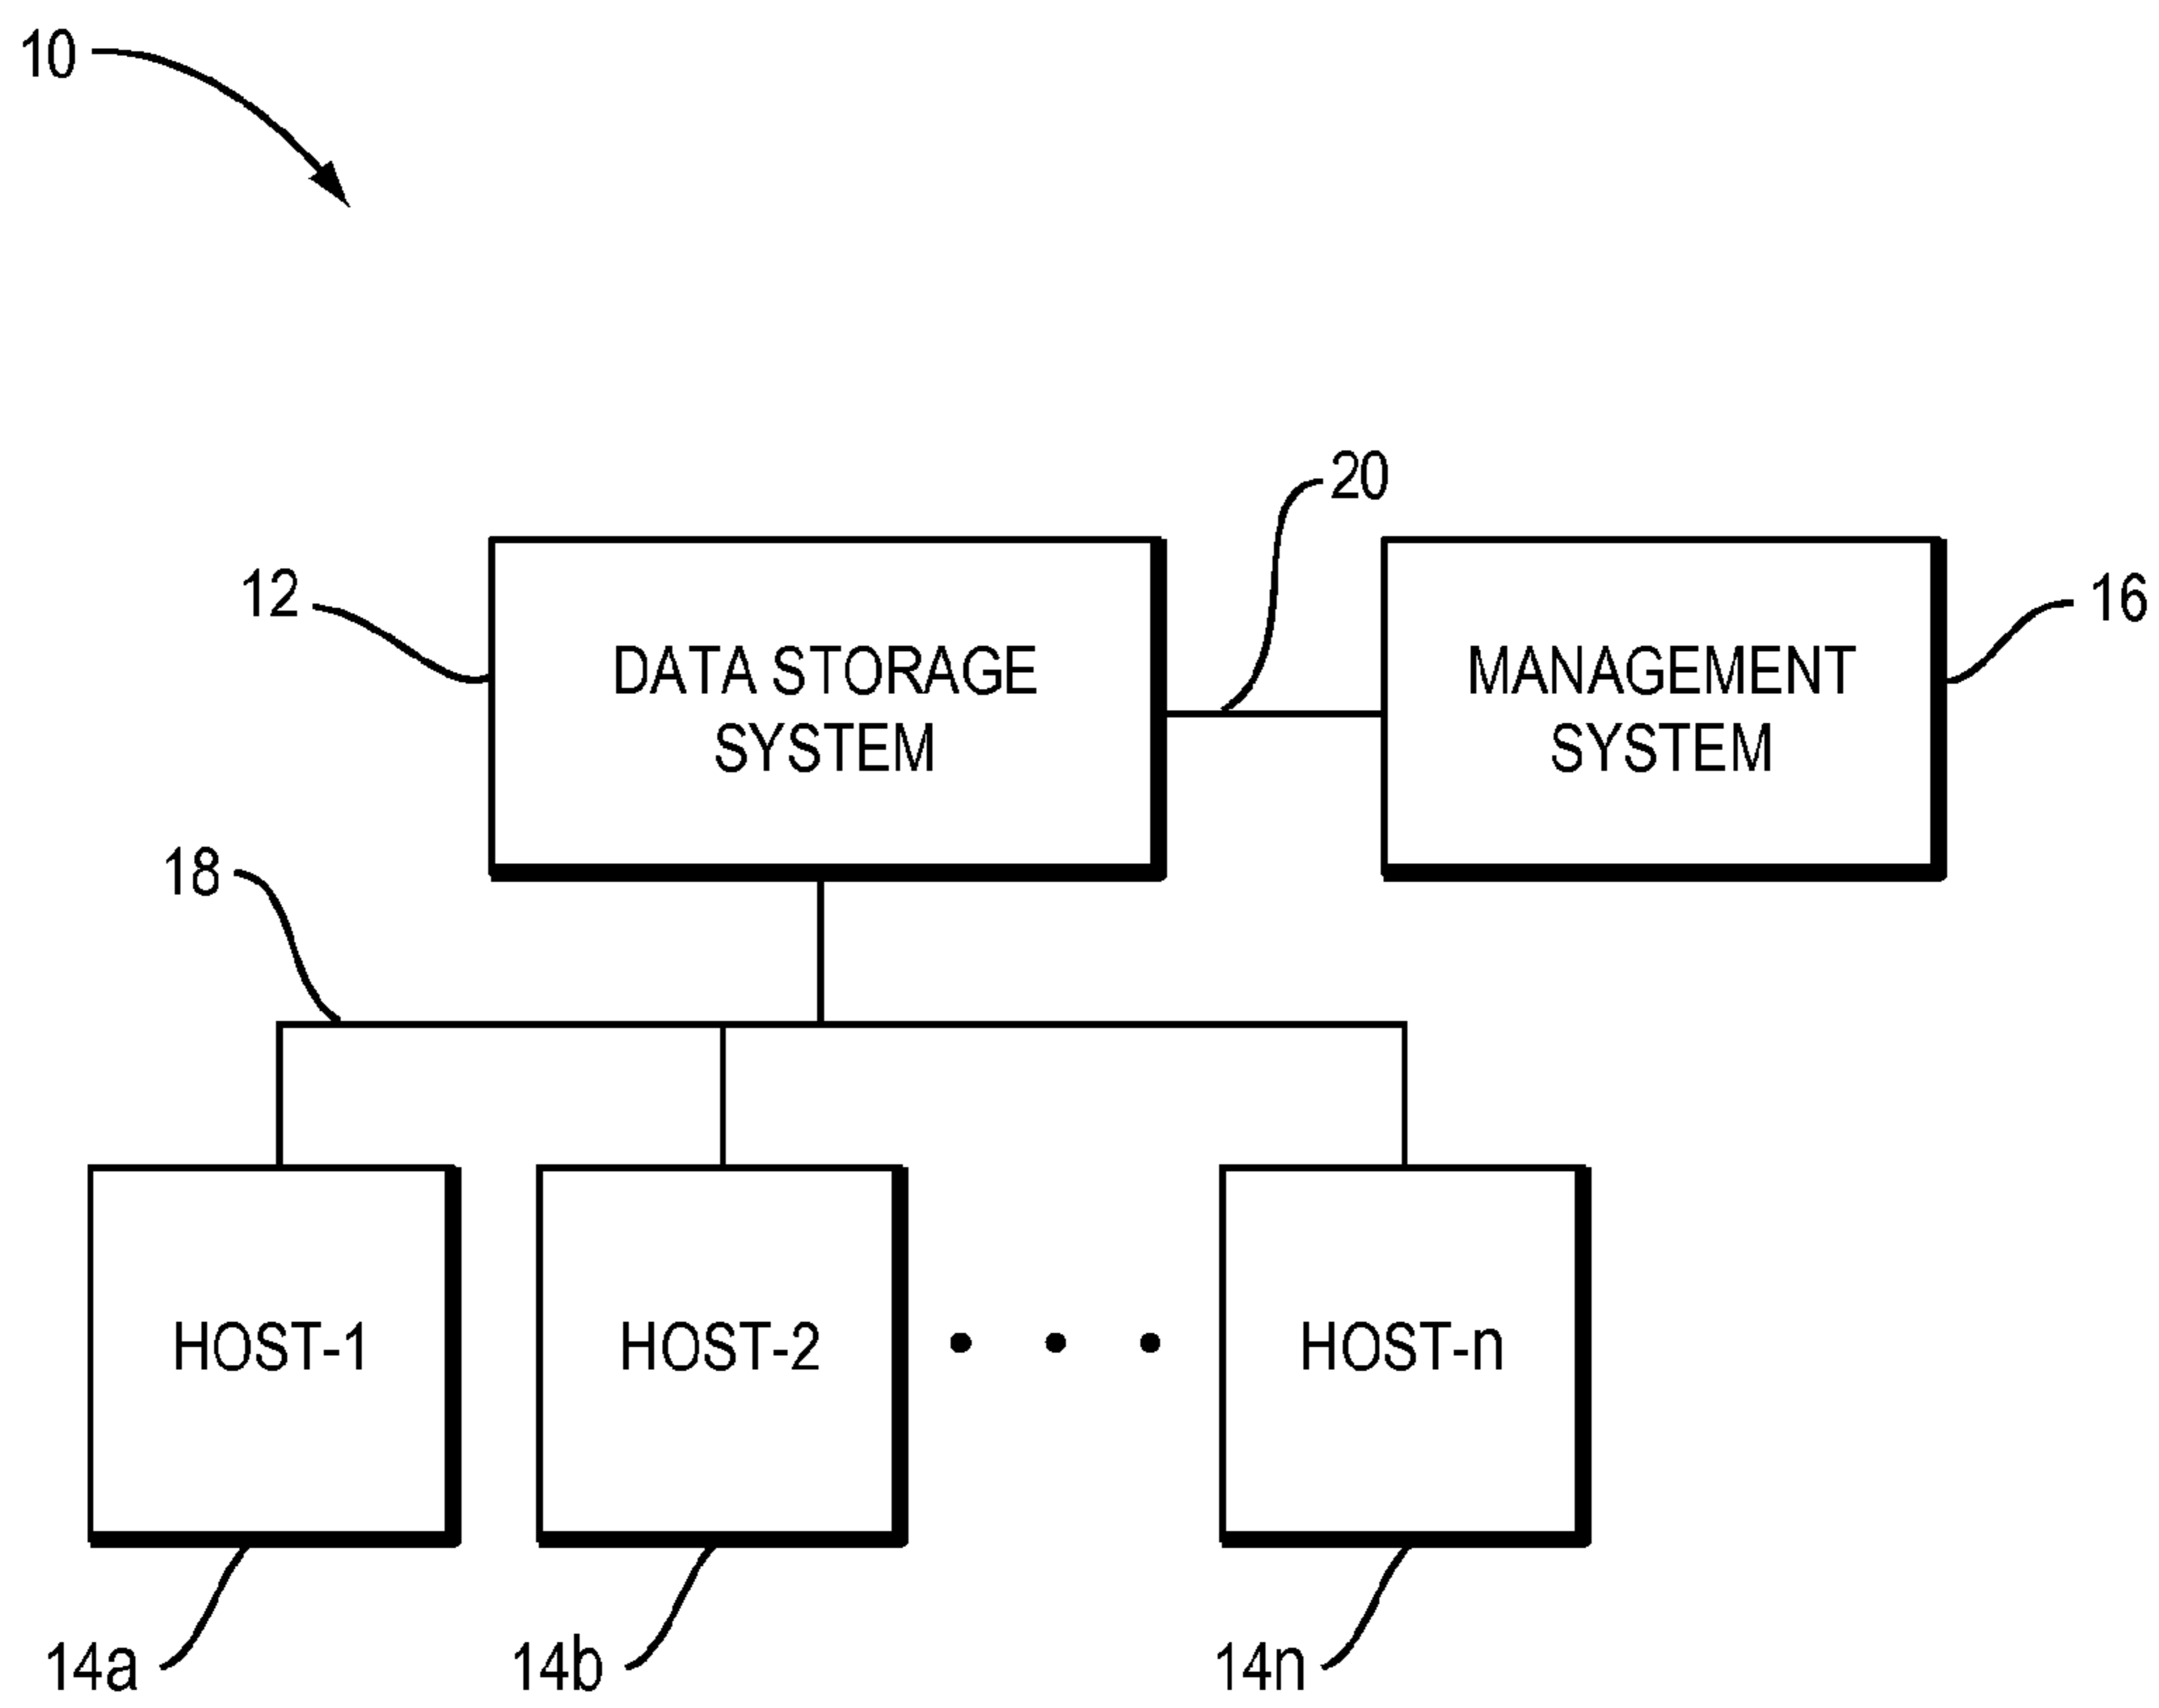 10
20
12
16
DATA STORAGE
SYSTEM
MANAGEMENT
SYSTEM
18
HOST-1
HOST-2
HOST-n
14a
14b
14n